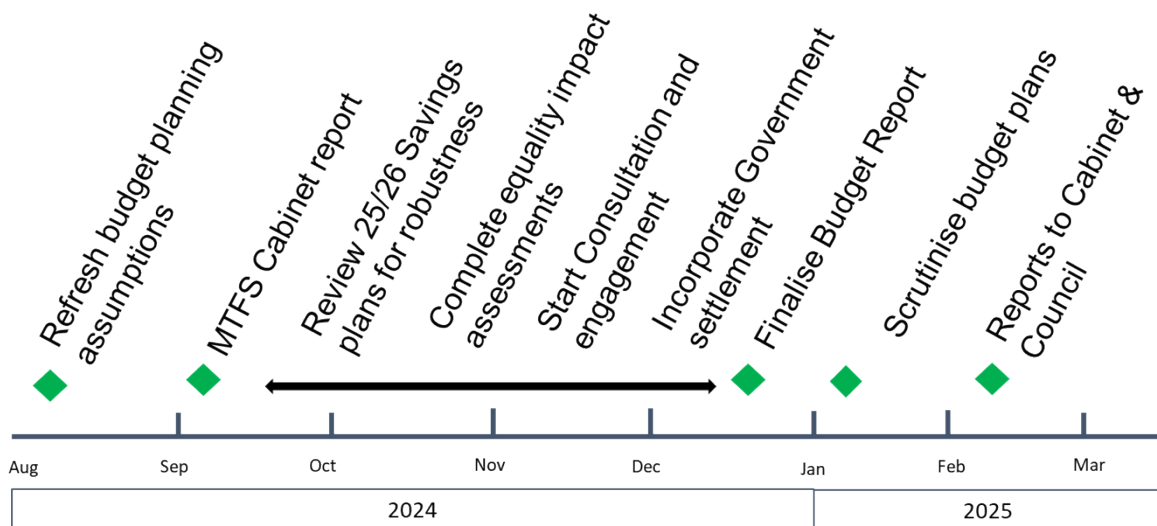 Refresh budget planning
assumptions
MTFS Cabinet report
Review 25/26 Savings
plans for robustness
Complete equality impact
assessments
Start Consultation and
engagement
Incorporate Government
settlement
Finalise Budget Report
Scrutinise budget plans
Reports to Cabinet &
Council
Aug
Sep
Oct
Nov
Dec
Jan
Feb
Mar
2024
2025